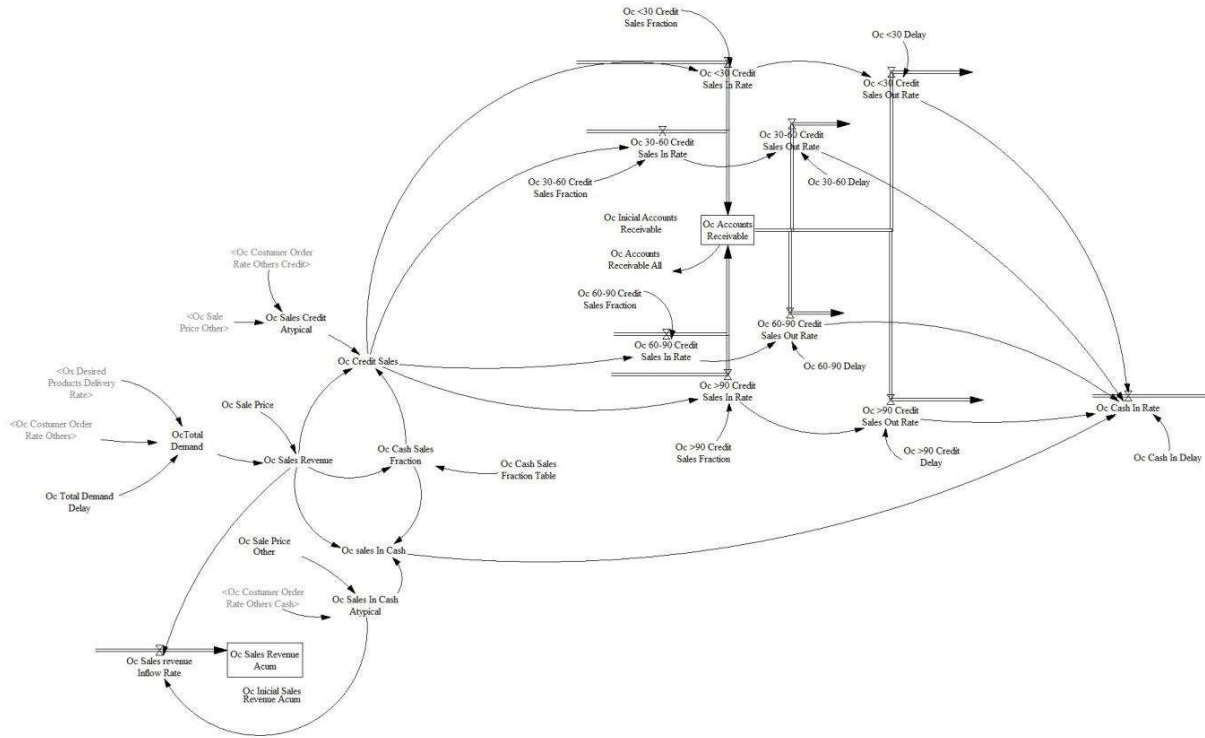 Oc <30 Credit
Sales Fraction
Oc <30 Delay
Oc <30 Credit
Sales In Rate
Oc <30 Credit
Sales Out Rate
Oc 30-60 Credit
Sales In Rate
Oc 30-60 Credit
Sales Out Rate
Oc 30-60 Credit
Sales Fraction
Oc 30-60 Delay
Oc Inicial Accounts
Receivable
Oc Accounts
Receivable
Oc Accounts
Receivable All
<Oc Costumer Order
Rate Others Credit>
<Oc Sale
Price Other>
Oc Sales Credit
Atypical
Oc 60-90 Credit
Sales Fraction
Oc 60-90 Credit
Sales In Rate
Oc 60-90 Credit
Sales Out Rate
Oc 60-90 Delay
Oc Credit Sales
<Ox Desired
Products Delivery
Rate>
Oc Sale Price
Oc >90 Credit
Sales In Rate
Oc >90 Credit
Sales Out Rate
Oc Cash In Rate
<Oc Costumer Order
Rate Others>
OcTotal
Demand
Oc Sales Revenue
Oc Cash Sales
Fraction
Oc Cash Sales
Fraction Table
Oc >90 Credit
Sales Fraction
Oc >90 Credit
Delay
Oc Cash In Delay
Oc Total Demand
Delay
Oc Sale Price
Other
Oc sales In Cash
<Oc Costumer Order
Rate Others Cash>
Oc Sales In Cash
Atypical
Oc Sales revenue
Inflow Rate
Oc Sales Revenue
Acum
Oc Inicial Sales
Revenue Acum